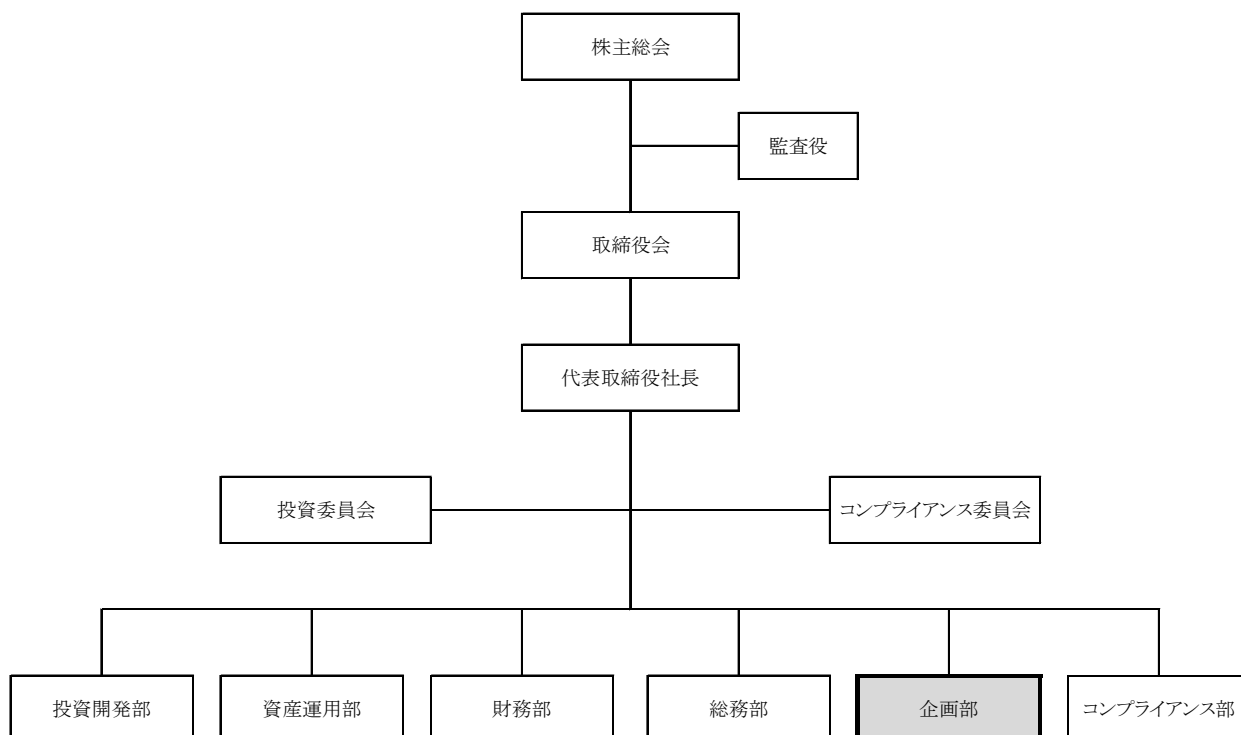 株主総会
監査役
取締役会
代表取締役社長
投資委員会
コンプライアンス委員会
投資開発部
資産運用部
財務部
総務部
企画部
コンプライアンス部